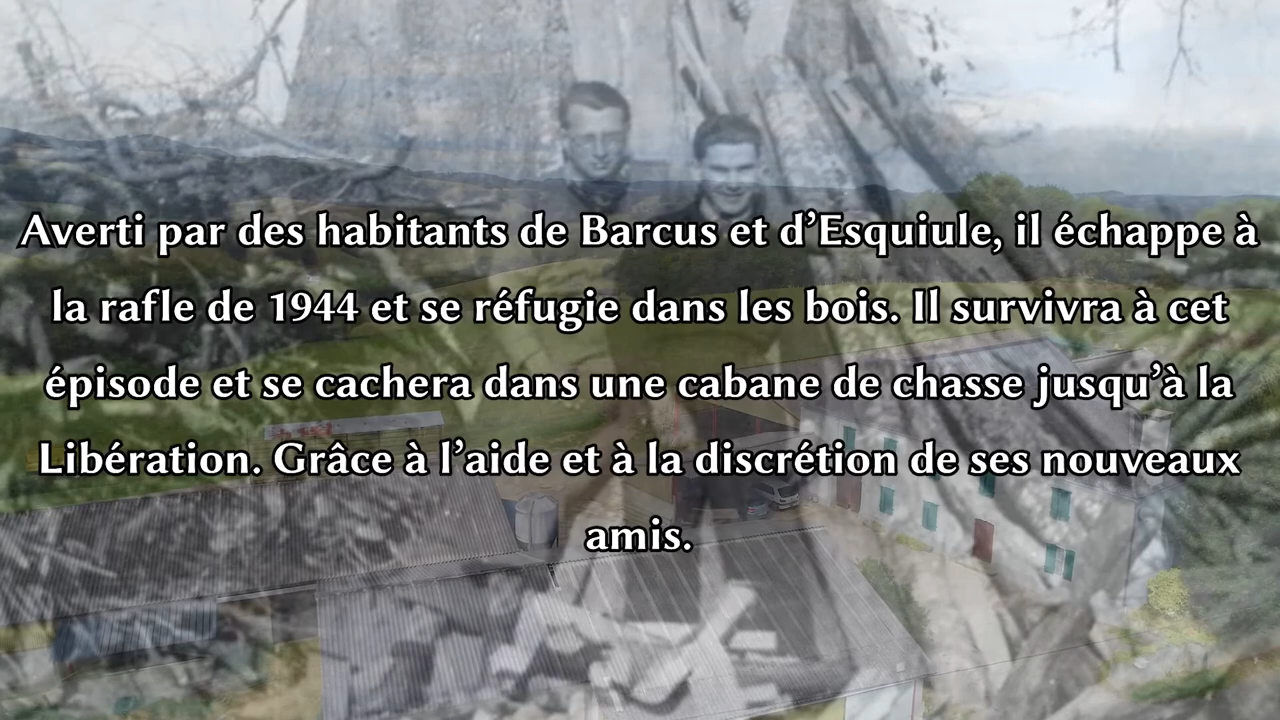 Averti par des habitants de Barcus et d’Esquiule, il échappe à
la rafle de 1944 et se réfugie dans les bois. Il survivra à cet
épisode et se cachera dans une cabane de chasse jusqu’à la
Libération. Grâce à l’aide et à la discrétion de ses nouveaux
amis.